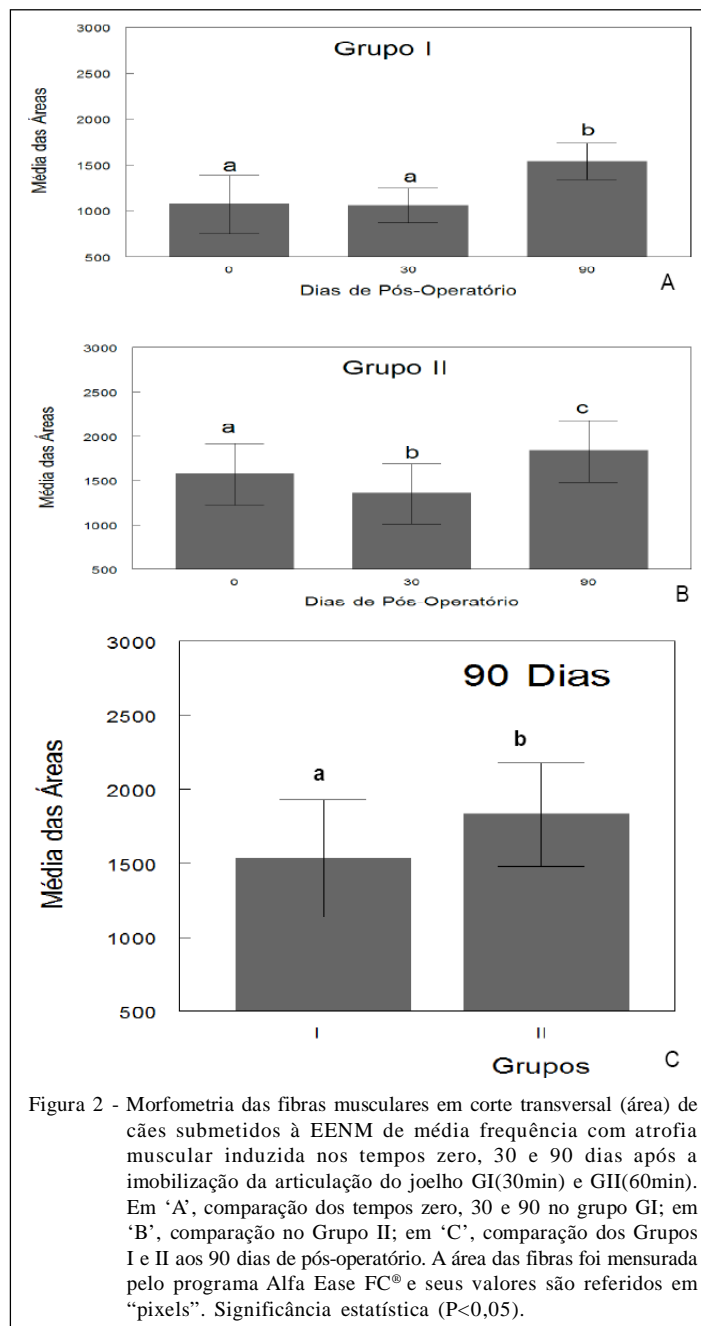 Grupo I
Média das Áreas
3000
2500
2000
1500
1000
500
a
a
b
0
30
90
Dias de Pós-Operatório
A
Grupo II
Média das Áreas
3000
2500
2000
1500
1000
500
a
b
c
0
30
90
Dias de Pós-Operatório
B
90 Dias
Média das Áreas
3000
2500
2000
1500
1000
500
a
b
I
II
Grupos
C
Figura 2 - Morfometria das fibras musculares em corte transversal (área) de
cães submetidos à EENM de média frequência com atrofia
muscular induzida nos tempos zero, 30 e 90 dias após a
imobilização da articulação do joelho GI(30min) e GII(60min).
Em ‘A’, comparação dos tempos zero, 30 e 90 no grupo GI; em
‘B’, comparação no Grupo II; em ‘C’, comparação dos Grupos
I e II aos 90 dias de pós-operatório. A área das fibras foi mensurada
pelo programa Alfa Ease FC® e seus valores são referidos em
“pixels”. Significância estatística (P<0,05).